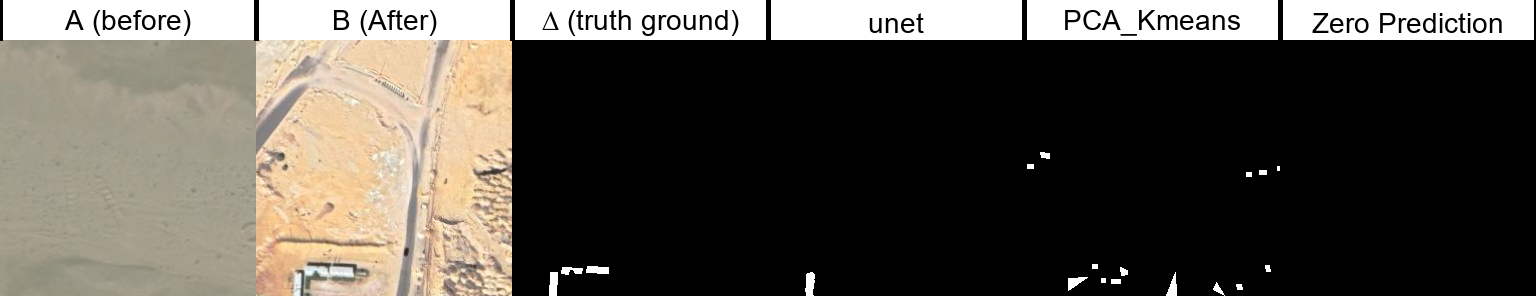 A (before)
B (After)
Δ (truth ground)
unet
PCA_Kmeans
Zero Prediction